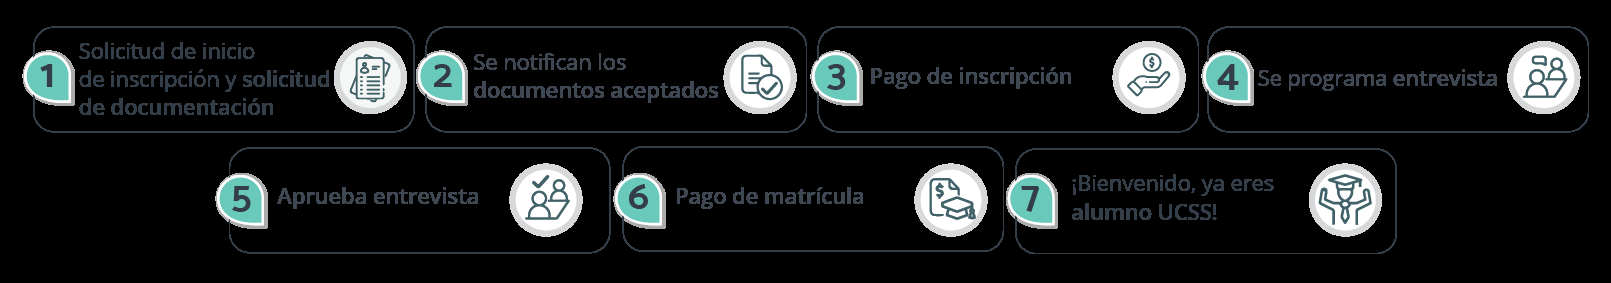 1
Solicitud de inicio
de inscripción y solicitud
de documentación
2
Se notifican los
documentos aceptados
3
Pago de inscripción
$
4
Se programa entrevista
5
Aprueba entrevista
6
Pago de matrícula
$
7
¡Bienvenido, ya eres
alumno UCSS!